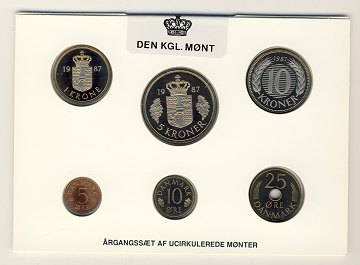 DEN KGL. MØNT
19 87
1 KRONE
19 87
5 KRONER
1987
10
KRONER
5
ØRE
DANMARK
10
ØRE
25
ØRE
DANMARK
ÅRGANGSSÆT AF UCIRKULEREDE MØNTER